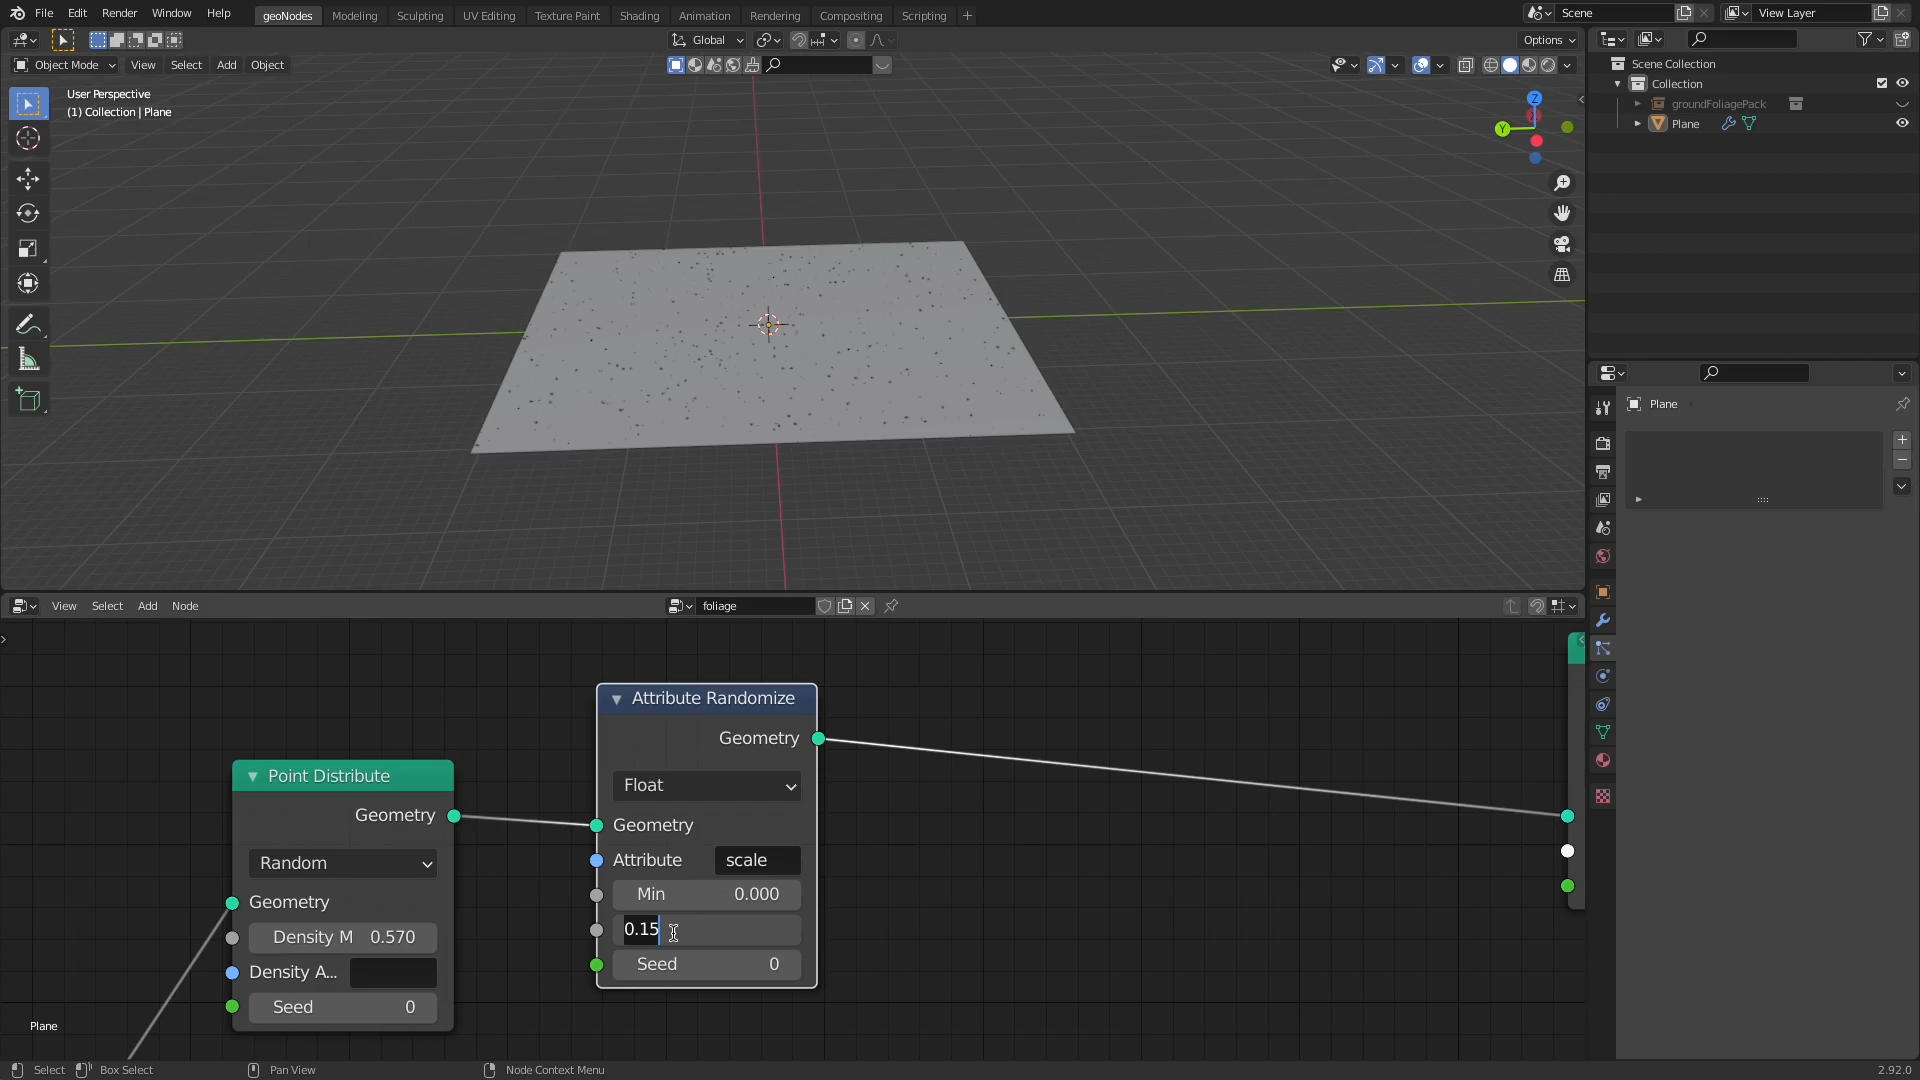 File Edit Render Window Help
geoNodes Modeling Sculpting UV Editing Texture Paint Shading Animation Rendering Compositing Scripting +
Scene View Layer
Global Options
Object Mode View Select Add Object
User Perspective
(1) Collection | Plane
Z
Y
Scene Collection
Collection
groundFoliagePack
Plane
Plane
View Select Add Node
foliage
Attribute Randomize
Geometry
Float
Geometry
Attribute scale
Min 0.000
0.15
Seed 0
Point Distribute
Geometry
Random
Geometry
Density M 0.570
Density A...
Seed 0
Plane
Select Box Select Pan View Node Context Menu 2.92.0